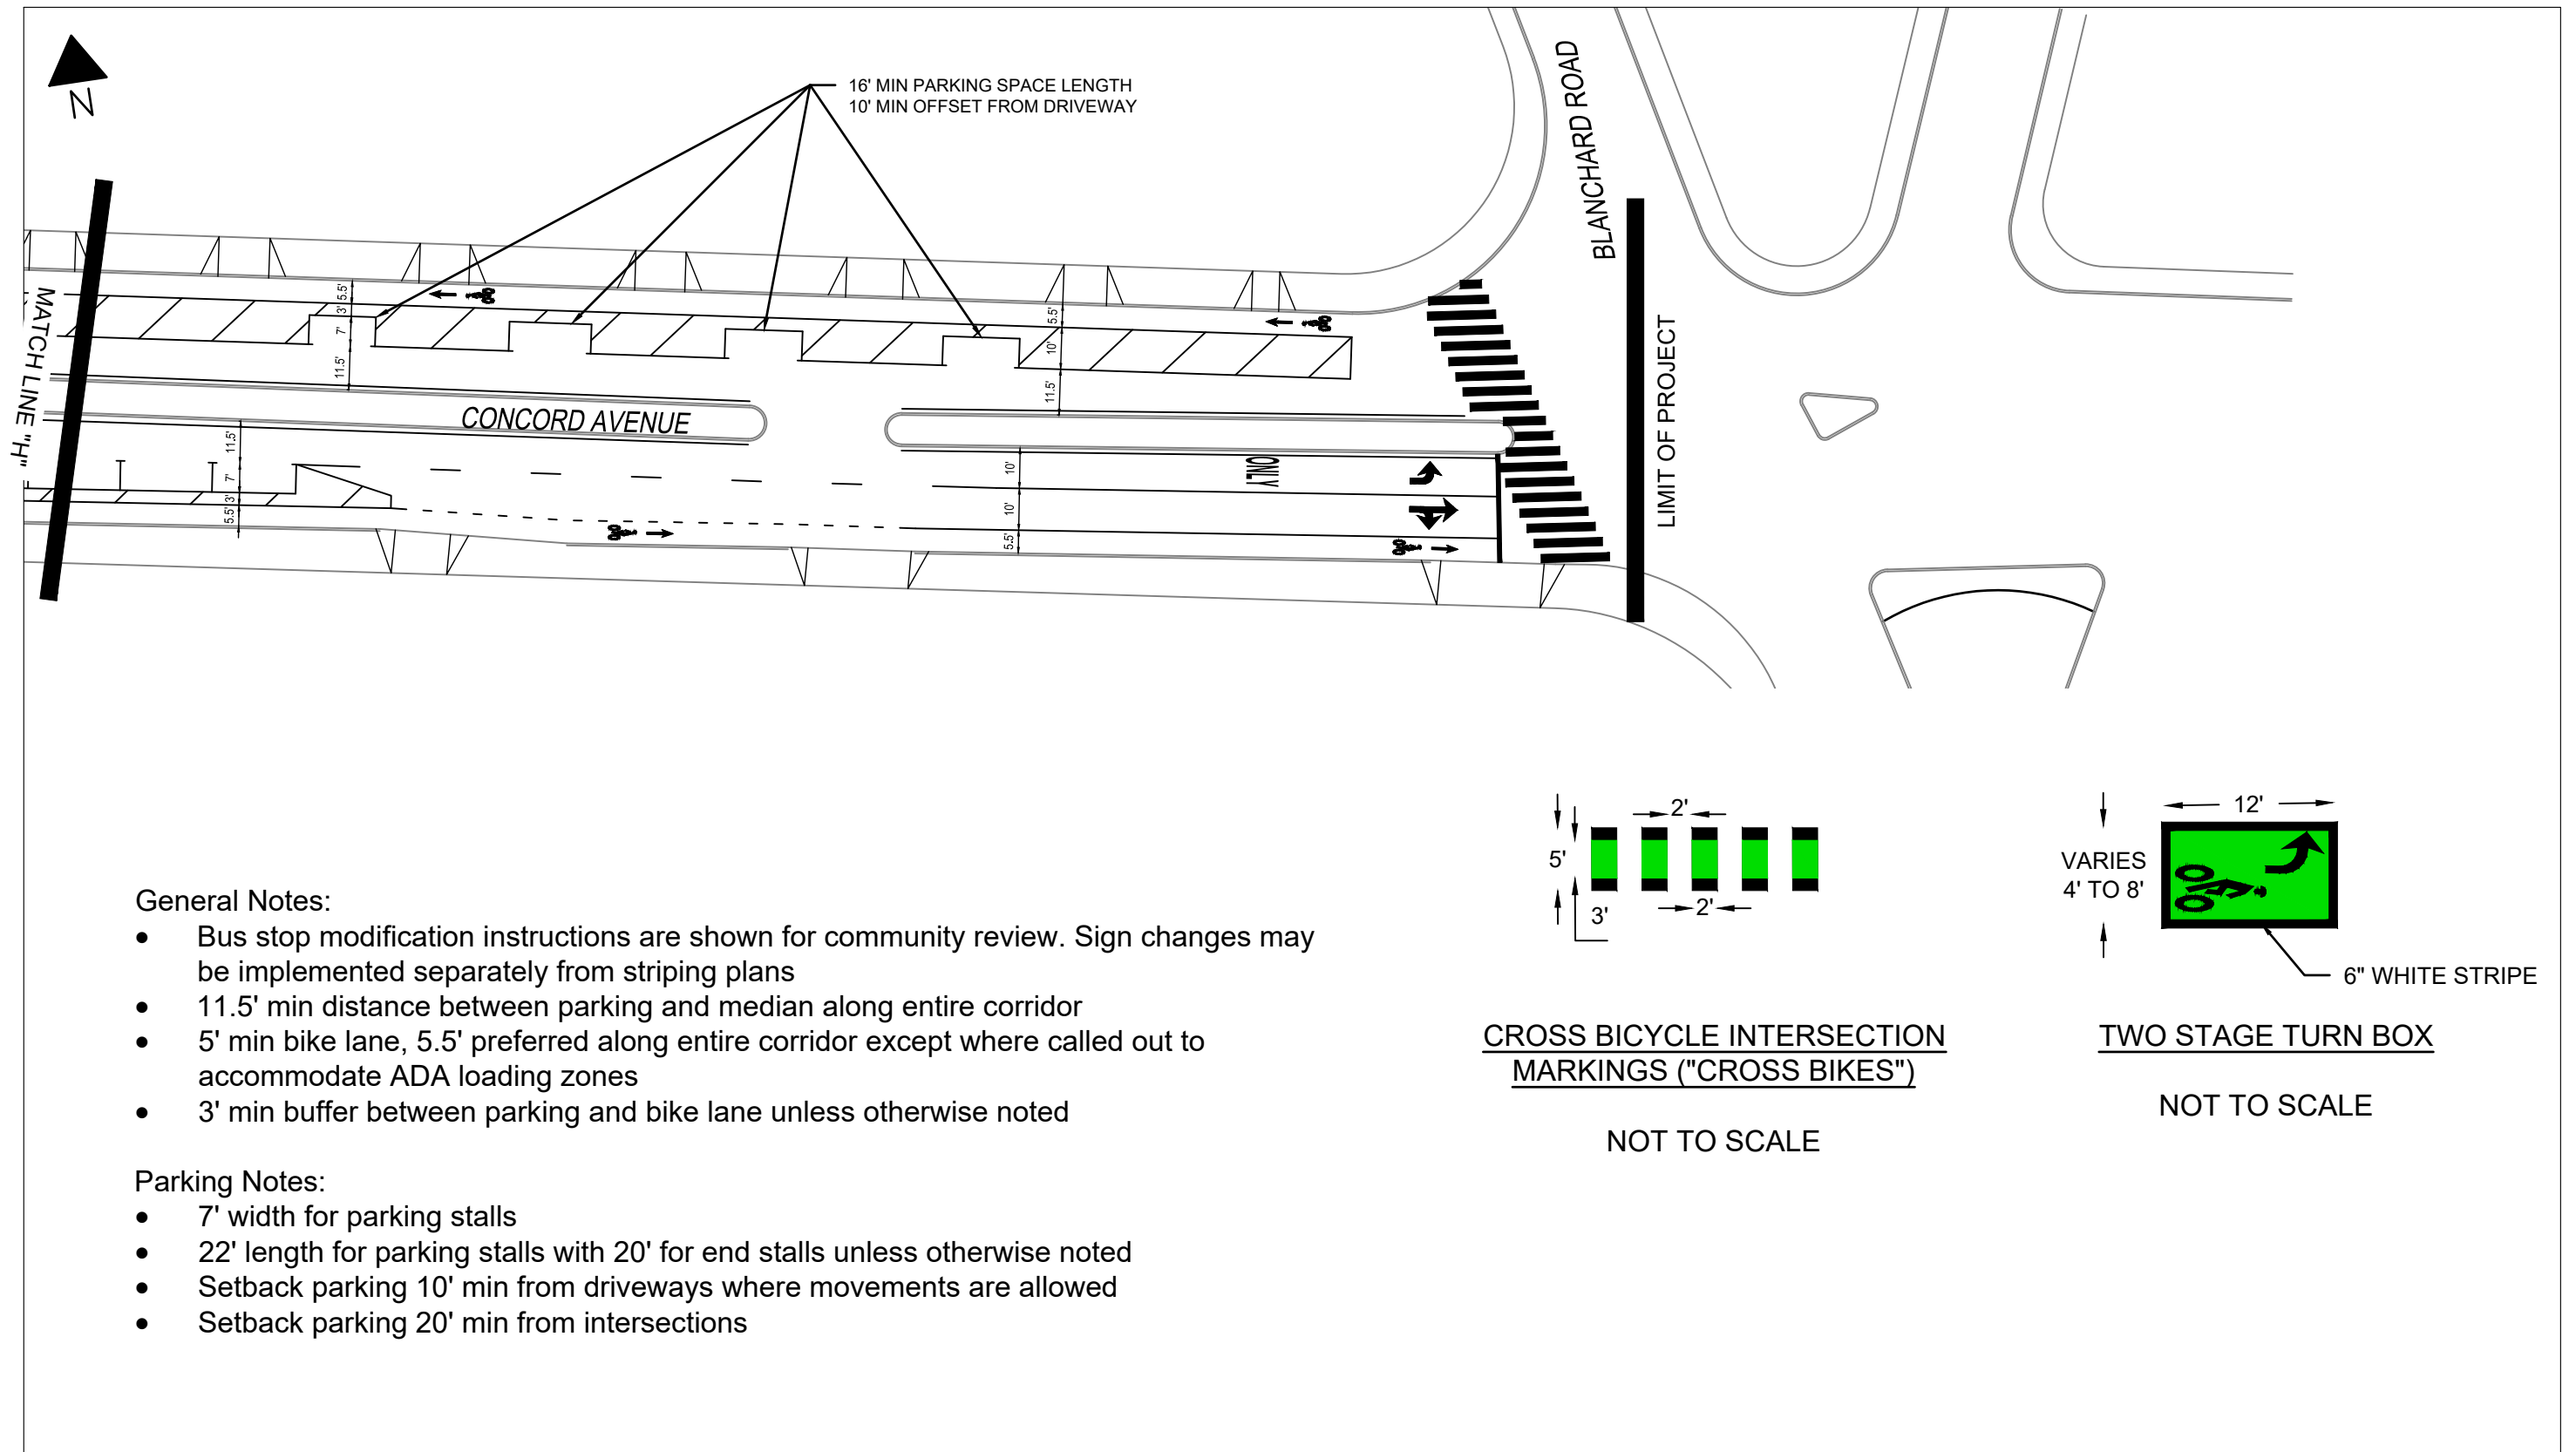 N
16' MIN PARKING SPACE LENGTH
10' MIN OFFSET FROM DRIVEWAY
BLANCHARD ROAD
MATCH LINE "H"
LIMIT OF PROJECT
5.5'
3'
7'
11.5'
5.5'
10'
11.5'
CONCORD AVENUE
11.5'
7'
3'
5.5'
10'
10'
5.5'
ONLY
2'
5'
3'
2'
12'
VARIES
4' TO 8'
6" WHITE STRIPE
CROSS BICYCLE INTERSECTION
MARKINGS ("CROSS BIKES")
NOT TO SCALE
TWO STAGE TURN BOX
NOT TO SCALE
General Notes:
• Bus stop modification instructions are shown for community review. Sign changes may
be implemented separately from striping plans
• 11.5' min distance between parking and median along entire corridor
• 5' min bike lane, 5.5' preferred along entire corridor except where called out to
accommodate ADA loading zones
• 3' min buffer between parking and bike lane unless otherwise noted
Parking Notes:
• 7' width for parking stalls
• 22' length for parking stalls with 20' for end stalls unless otherwise noted
• Setback parking 10' min from driveways where movements are allowed
• Setback parking 20' min from intersections